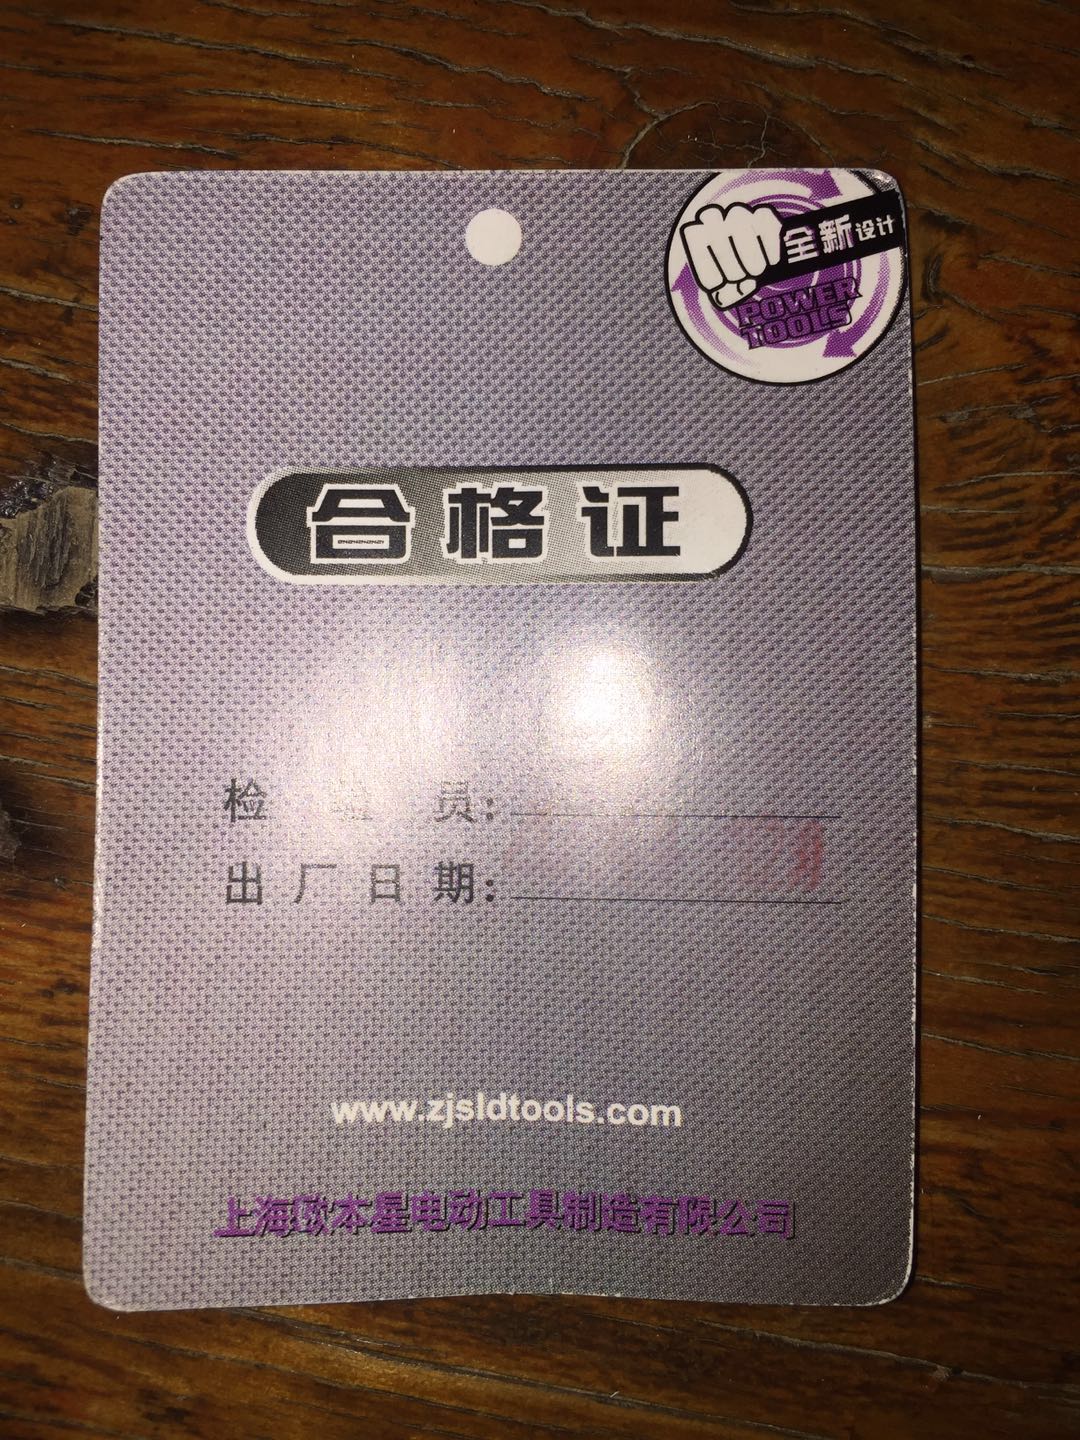 全新设计
POWER
TOOLS
合格证
检 员:
出厂日期:
www.zjsldtools.com
上海欧本星电动工具制造有限公司